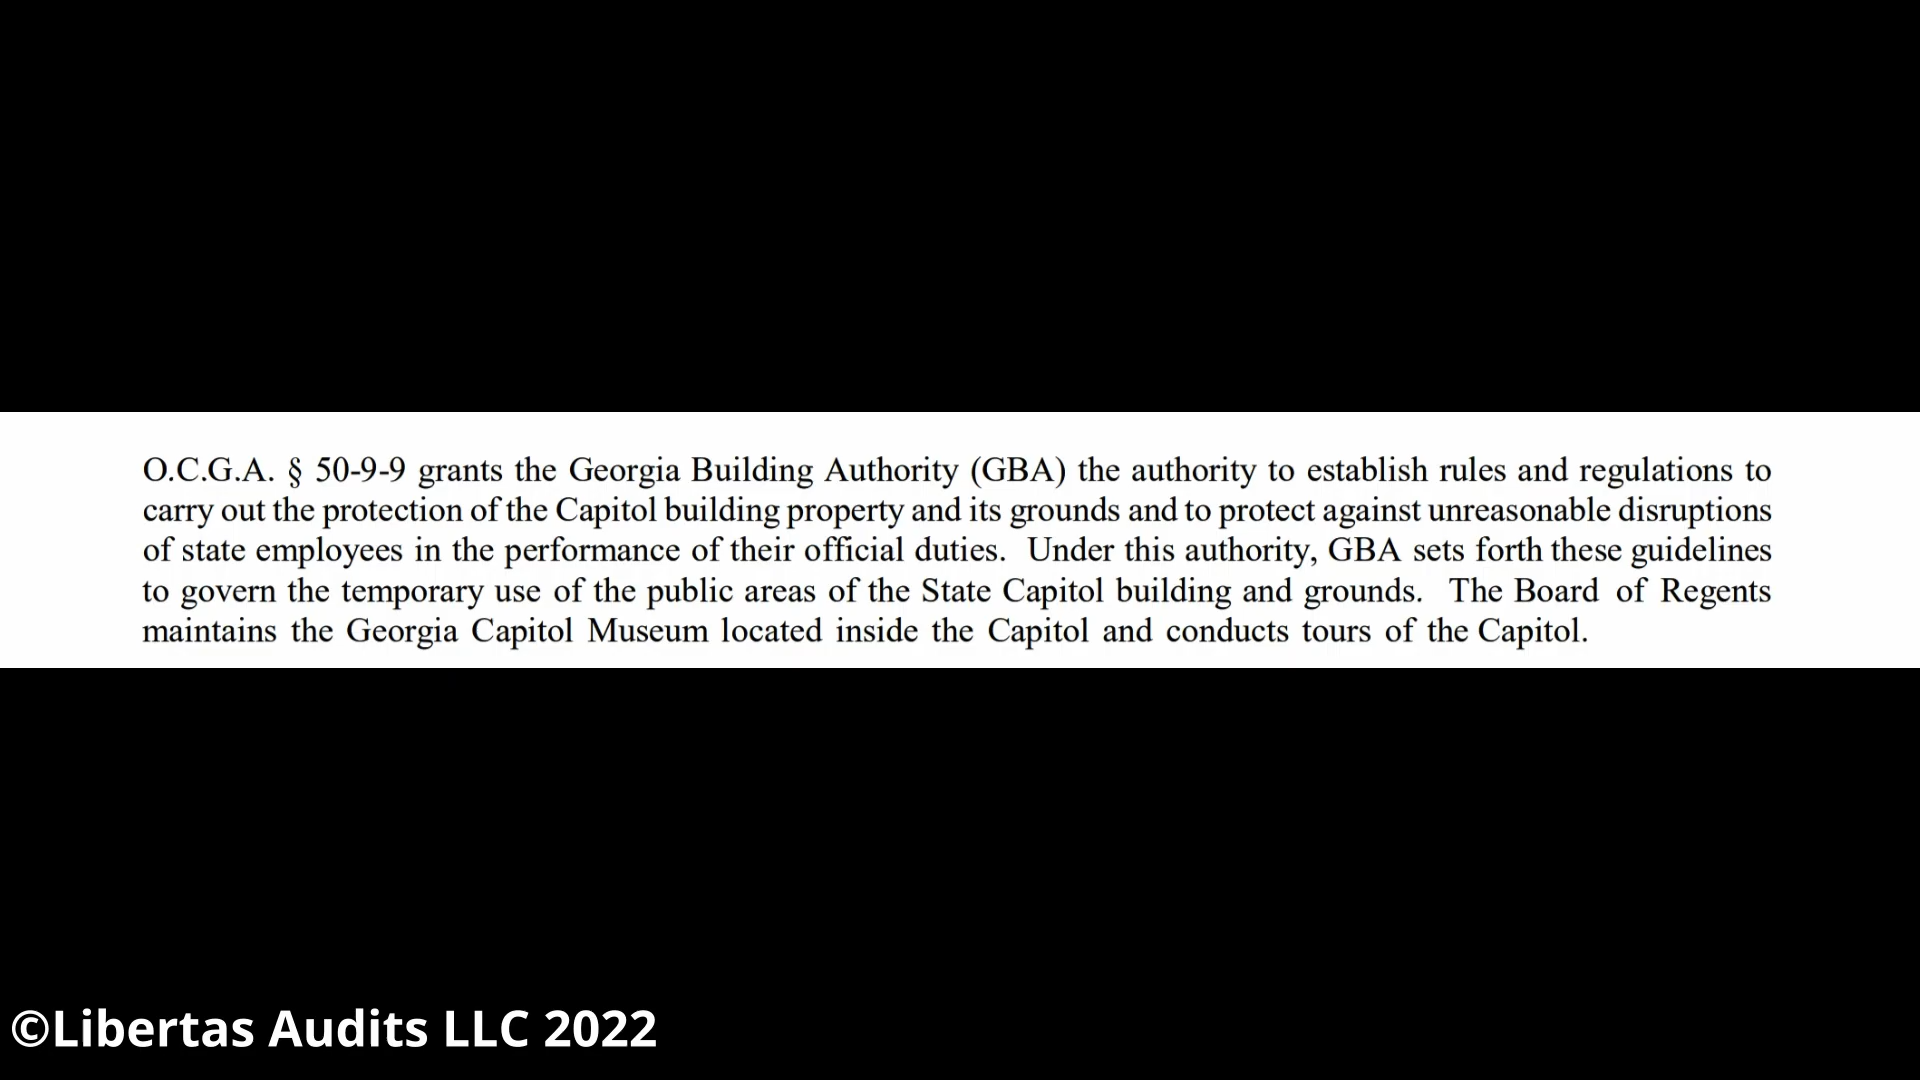 O.C.G.A. § 50-9-9 grants the Georgia Building Authority (GBA) the authority to establish rules and regulations to
carry out the protection of the Capitol building property and its grounds and to protect against unreasonable disruptions
of state employees in the performance of their official duties. Under this authority, GBA sets forth these guidelines
to govern the temporary use of the public areas of the State Capitol building and grounds. The Board of Regents
maintains the Georgia Capitol Museum located inside the Capitol and conducts tours of the Capitol.
©Libertas Audits LLC 2022